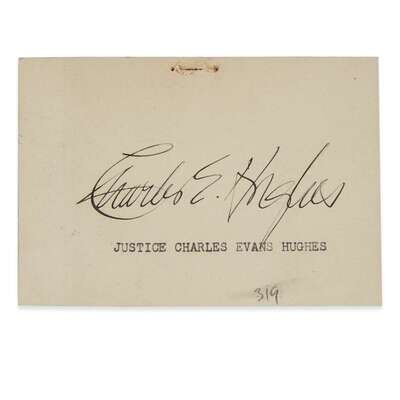 Charles E. Hughes
JUSTICE CHARLES EVANS HUGHES
319